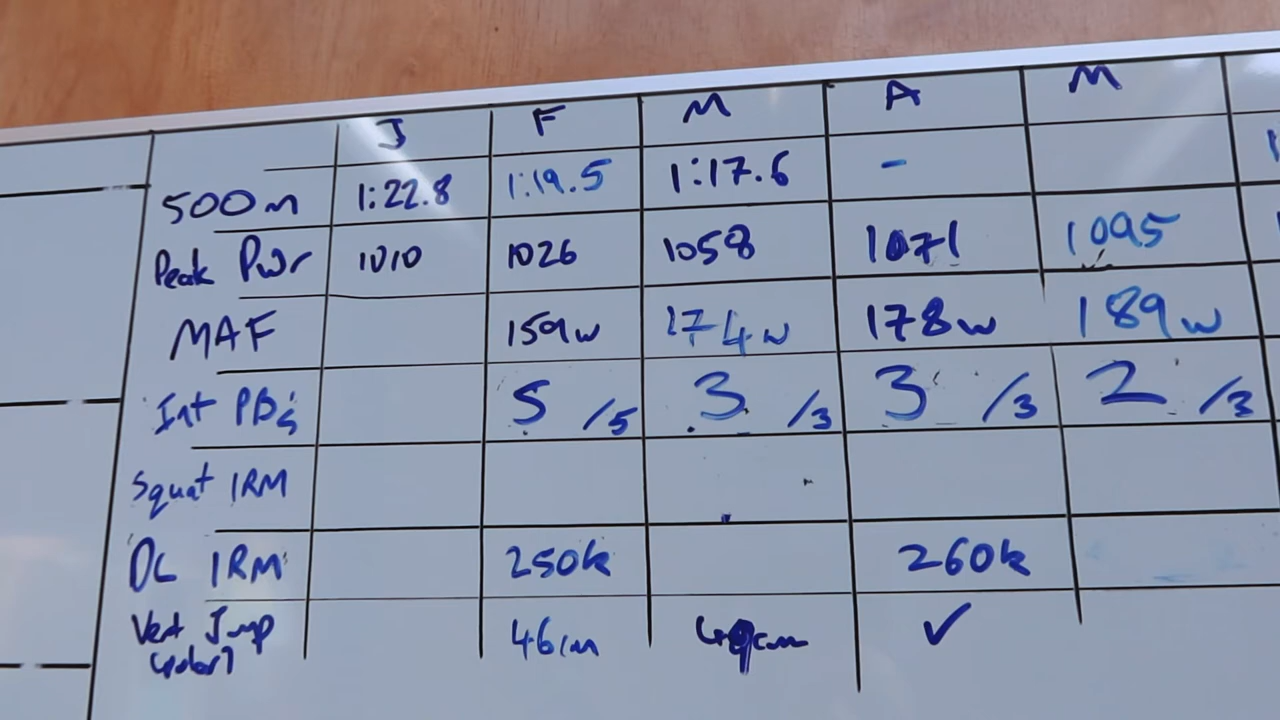 J F M A M
500m 1:22.8 1:19.5 1:17.6 -
Peak Pwr 1010 1026 1058 1071 1095
MAF 159w 174w 178w 189w
Int PB's 5 /5 3 /3 3 /3 2 /3
Squat 1RM
DL 1RM 250k 260k
Vert Jump 46cm 49cm ✓